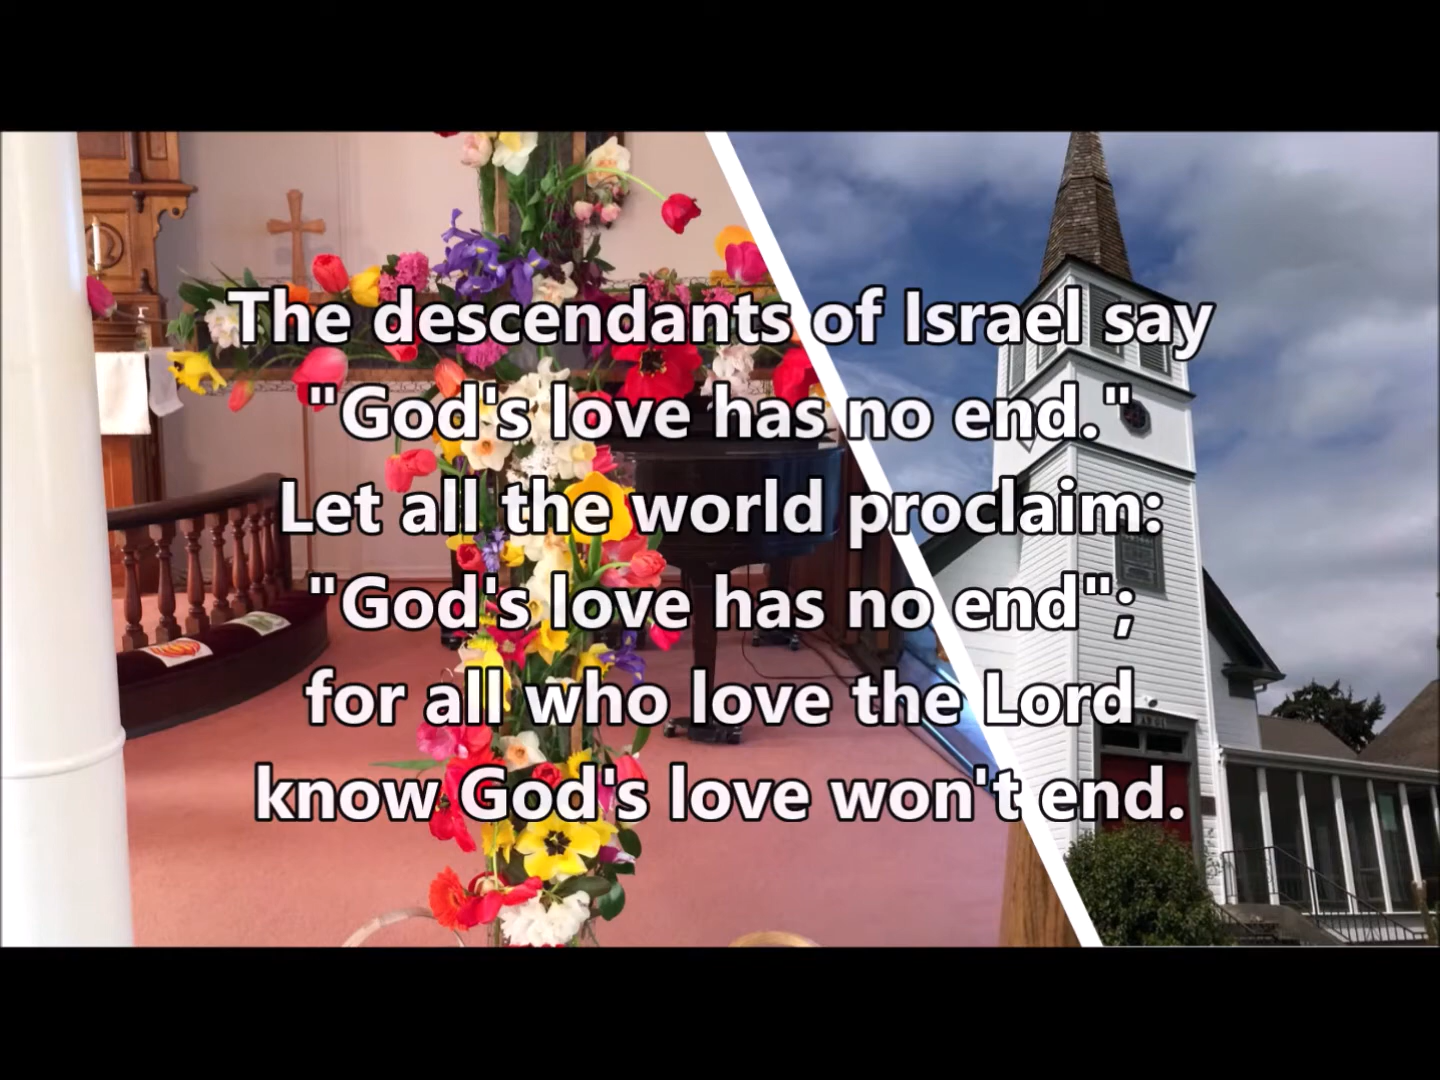 The descendants of Israel say
"God's love has no end."
Let all the world proclaim:
"God's love has no end";
for all who love the Lord
know God's love won't end.